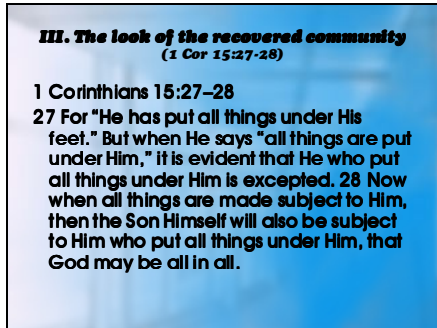 III. The look of the recovered community
(1 Cor 15:27-28)
1 Corinthians 15:27–28
27 For “He has put all things under His
feet.” But when He says “all things are put
under Him,” it is evident that He who put
all things under Him is excepted. 28 Now
when all things are made subject to Him,
then the Son Himself will also be subject
to Him who put all things under Him, that
God may be all in all.